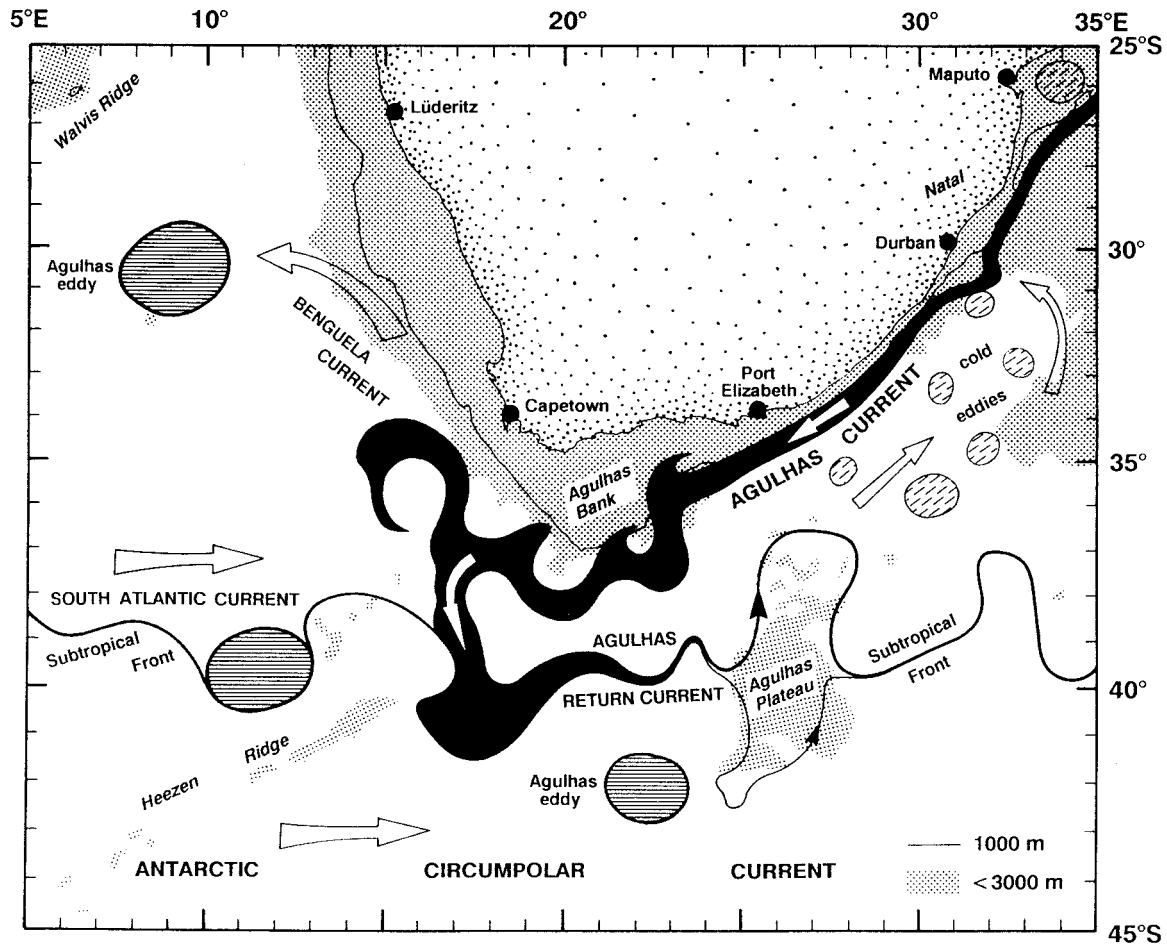 5°E 10° 20° 30° 35°E
25°S
Maputo
Lüderitz
Walvis Ridge
Natal
Durban
30°
Agulhas
eddy
BENGUELA
CURRENT
cold
eddies
Port
Elizabeth
Capetown
AGULHAS CURRENT
35°
Agulhas
Bank
SOUTH ATLANTIC CURRENT
Subtropical
Front
AGULHAS
RETURN CURRENT
Agulhas
Plateau
Subtropical
Front
40°
Heezen Ridge
Agulhas
eddy
1000 m
<3000 m
ANTARCTIC CIRCUMPOLAR CURRENT
45°S